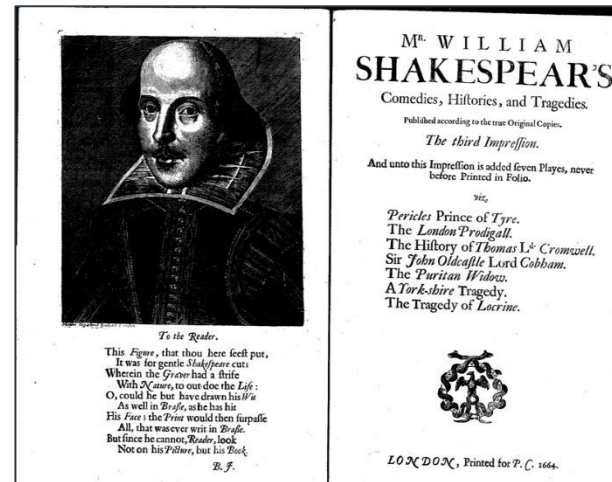 To the Reader.
This Figure, that thou here seeſt put,
It was for gentle Shakeſpeare cut;
Wherein the Graver had a ſtrife
With Nature, to out-doe the Life:
O, could he but have drawn his Wit
As well in Braſſe, as he has hit
His Face; the Print would then ſurpaſſe
All, that was ever writ in Braſſe.
But ſince he cannot, Reader, look
Not on his Picture, but his Book.
B. J.
Mr. WILLIAM
SHAKESPEAR'S
Comedies, Hiſtories, and Tragedies.
Publiſhed according to the true Original Copies.
The third Impreſſion.
And unto this Impreſſion is added ſeven Playes, never
before Printed in Folio.
viz.
Pericles Prince of Tyre.
The London Prodigall.
The Hiſtory of Thomas Ld. Cromwell.
Sir John Oldcaſtle Lord Cobham.
The Puritan Widow.
A York-shire Tragedy.
The Tragedy of Locrine.
LONDON, Printed for P. C. 1664.